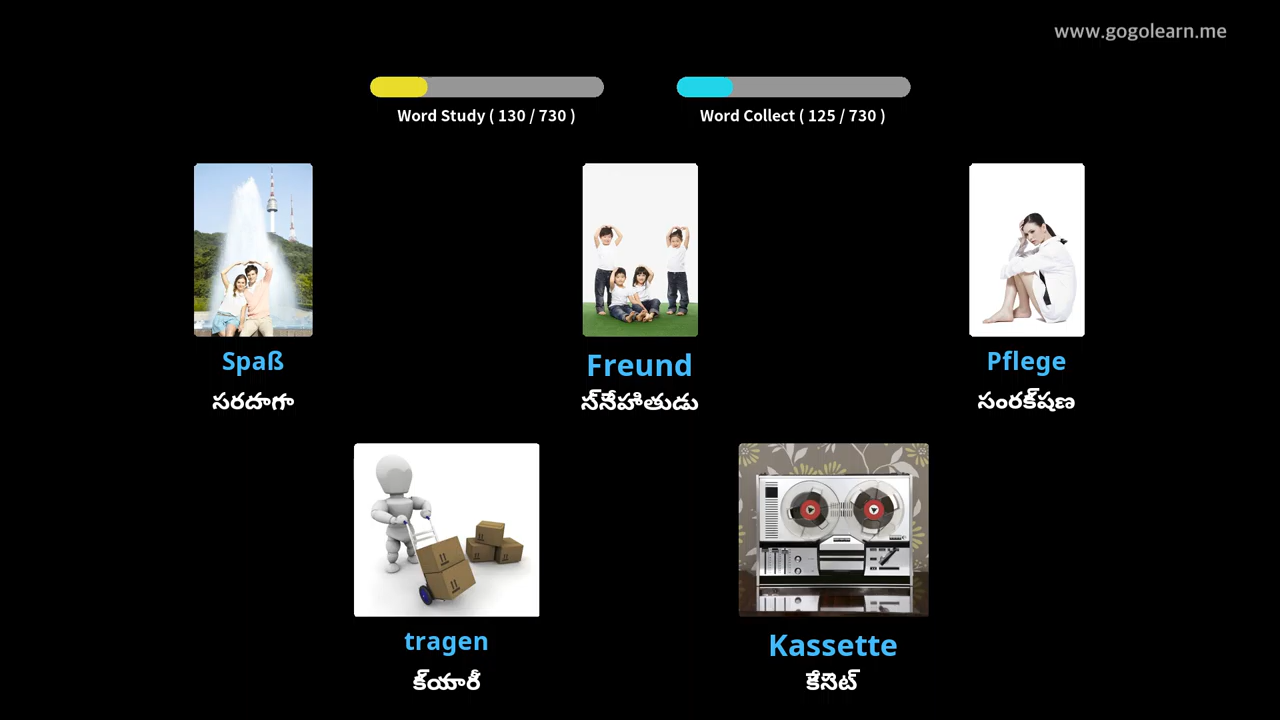 www.gogolearn.me
Word Study ( 130 / 730 )
Word Collect ( 125 / 730 )
Spaß
సరదాగా
Freund
స్నేహితుడు
Pflege
సంరక్షణ
tragen
క్యారీ
Kassette
కేసెట్